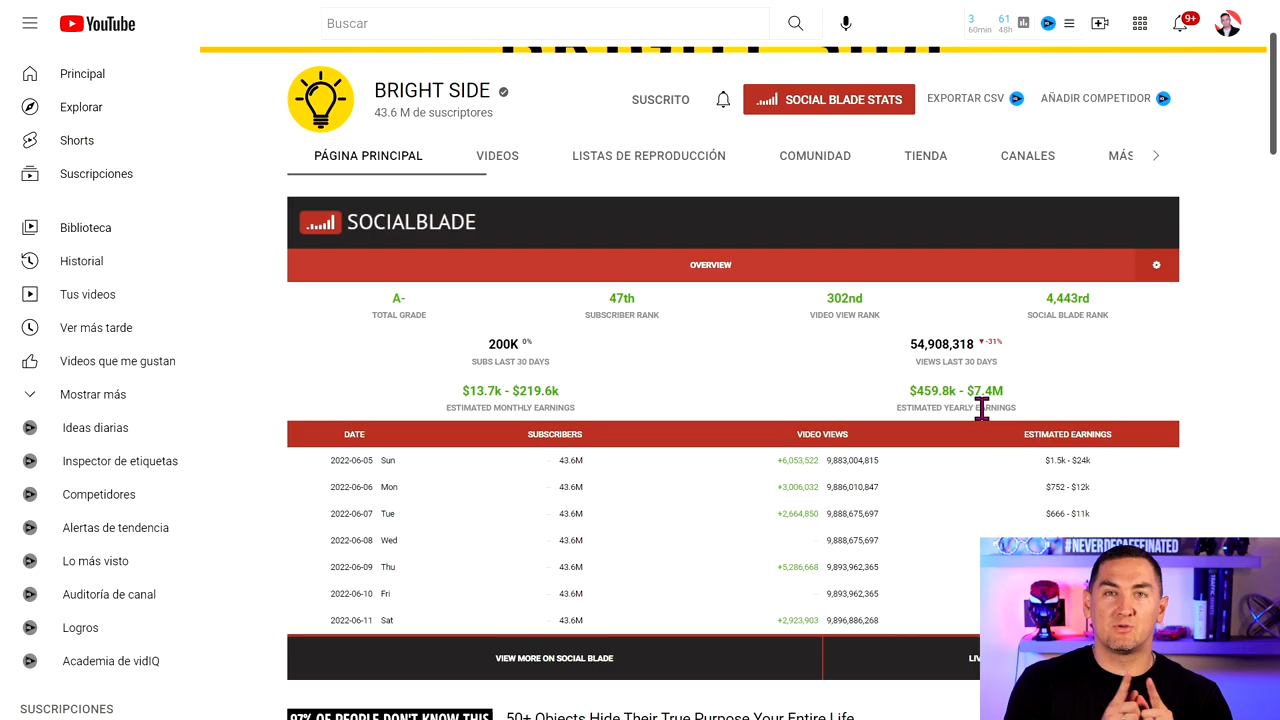 YouTube
Buscar
3 61
60min 48h
9+
Principal
Explorar
Shorts
Suscripciones
Biblioteca
Historial
Tus videos
Ver más tarde
Videos que me gustan
Mostrar más
Ideas diarias
Inspector de etiquetas
Competidores
Alertas de tendencia
Lo más visto
Auditoría de canal
Logros
Academia de vidIQ
SUSCRIPCIONES
BRIGHT SIDE
43.6 M de suscriptores
SUSCRITO
SOCIAL BLADE STATS
EXPORTAR CSV
AÑADIR COMPETIDOR
PÁGINA PRINCIPAL VIDEOS LISTAS DE REPRODUCCIÓN COMUNIDAD TIENDA CANALES MÁS
SOCIALBLADE
OVERVIEW
A- 47th 302nd 4,443rd
TOTAL GRADE SUBSCRIBER RANK VIDEO VIEW RANK SOCIAL BLADE RANK
200K 0% 54,908,318 ▼-31%
SUBS LAST 30 DAYS VIEWS LAST 30 DAYS
$13.7k - $219.6k $459.8k - $7.4M
ESTIMATED MONTHLY EARNINGS ESTIMATED YEARLY EARNINGS
DATE SUBSCRIBERS VIDEO VIEWS ESTIMATED EARNINGS
2022-06-05 Sun -- 43.6M +6,053,522 9,883,004,815 $1.5k - $24k
2022-06-06 Mon -- 43.6M +3,006,032 9,886,010,847 $752 - $12k
2022-06-07 Tue -- 43.6M +2,664,850 9,888,675,697 $666 - $11k
2022-06-08 Wed -- 43.6M -- 9,888,675,697
2022-06-09 Thu -- 43.6M +5,286,668 9,893,962,365
2022-06-10 Fri -- 43.6M -- 9,893,962,365
2022-06-11 Sat -- 43.6M +2,923,903 9,896,886,268
VIEW MORE ON SOCIAL BLADE
#NEVERDECAFFEINATED
97% OF PEOPLE DON'T KNOW THIS
50+ Objects Hide Their True Purpose Your Entire Life